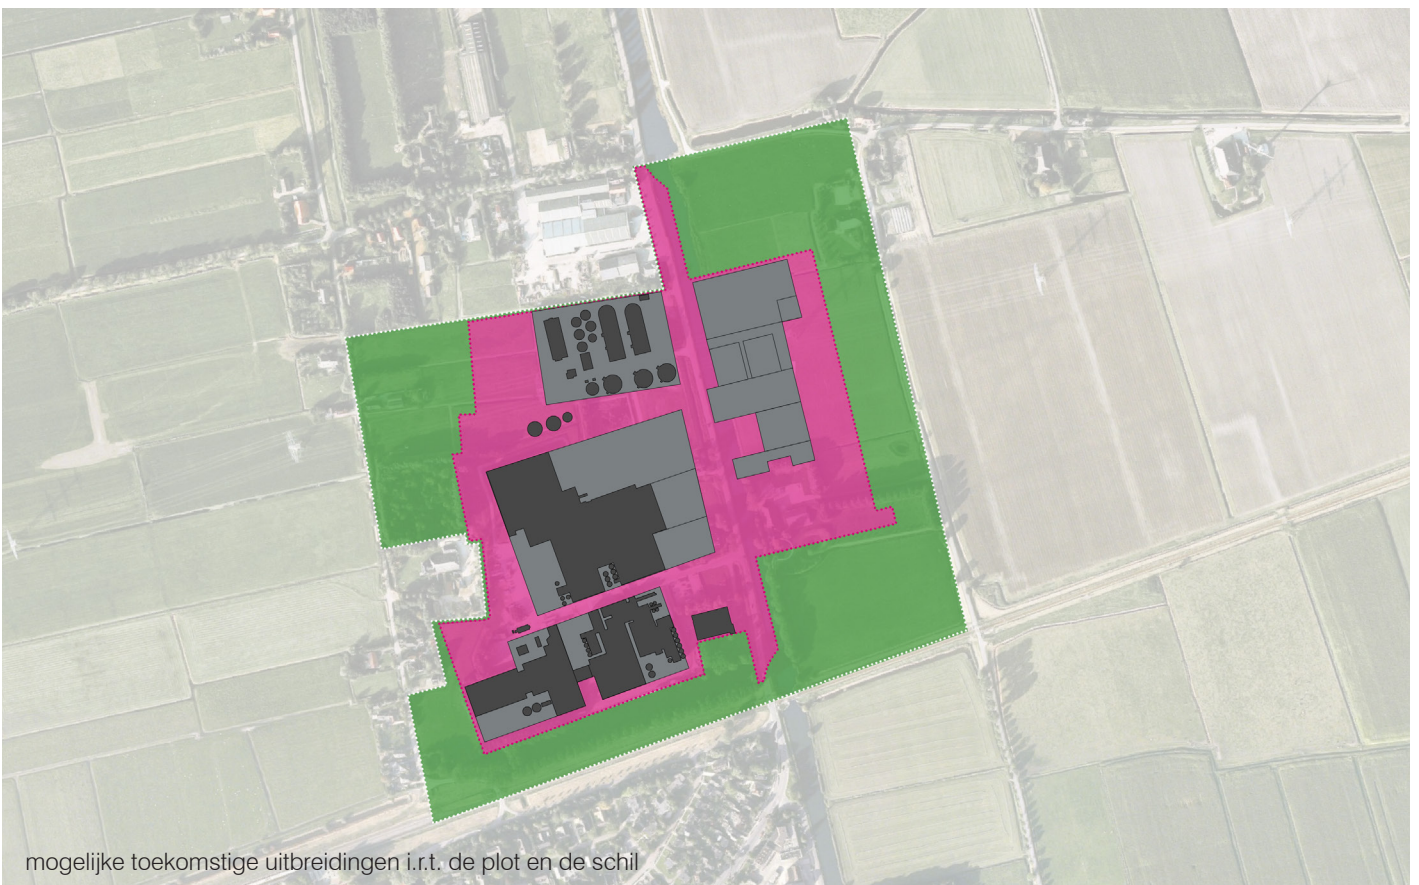 mogelijke toekomstige uitbreidingen i.r.t. de plot en de schil